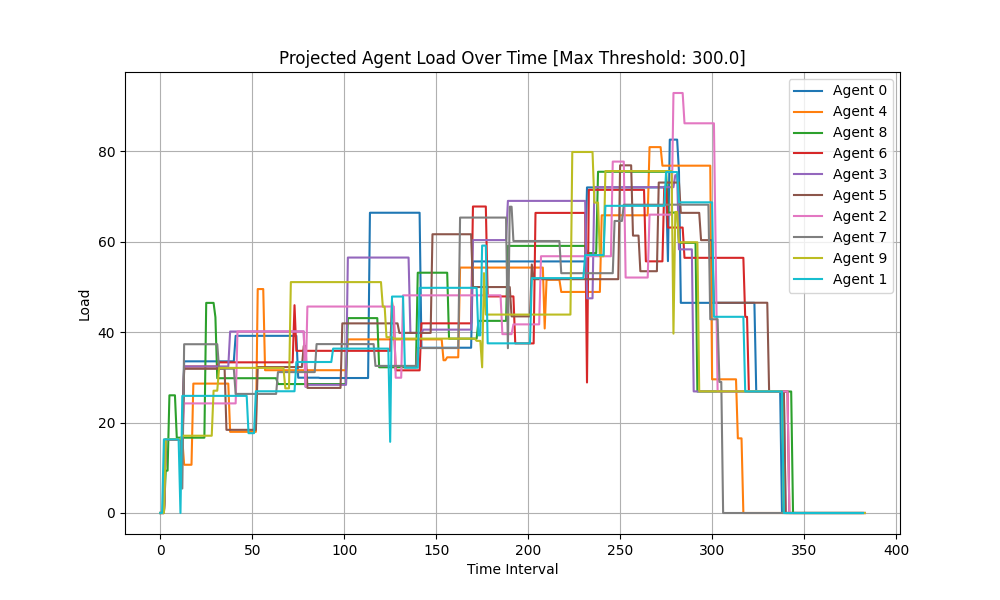 Projected Agent Load Over Time [Max Threshold: 300.0]
Agent 0
Agent 4
Agent 8
Agent 6
Agent 3
Agent 5
Agent 2
Agent 7
Agent 9
Agent 1
Load
80
60
40
20
0
0 50 100 150 200 250 300 350 400
Time Interval